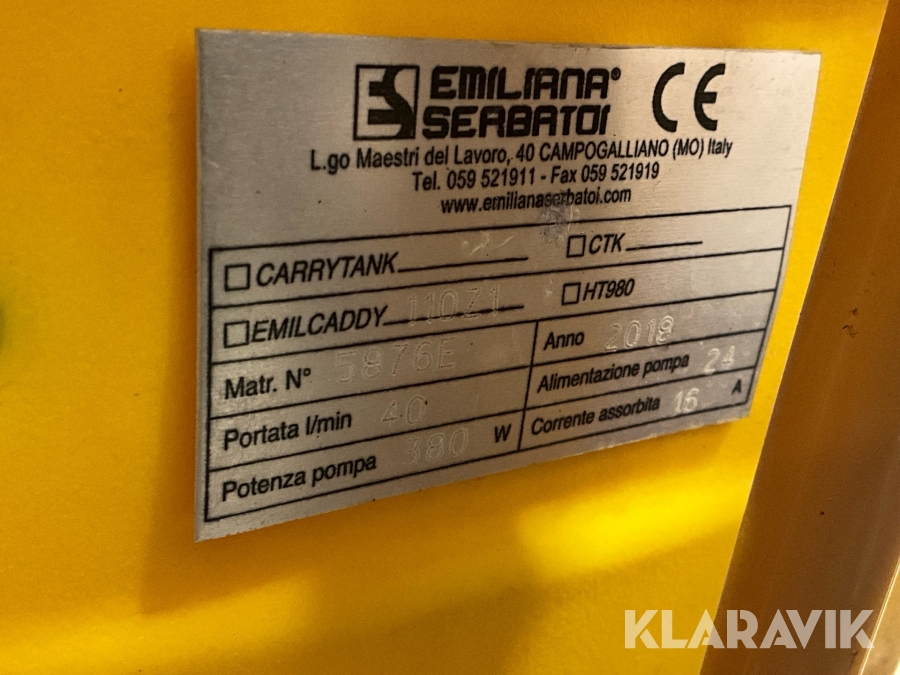 EMILIANA®
SERBATOI
CE
L.go Maestri del Lavoro, 40 CAMPOGALLIANO (MO) Italy
Tel. 059 521911 - Fax 059 521919
www.emilianaserbatoi.com
CARRYTANK
CTK
EMILCADDY 110Z1
HT980
Matr. N° 5876E
Anno 2018
Portata l/min 40
Alimentazione pompa 24
Potenza pompa 380 W
Corrente assorbita 16 A
KLARAVIK